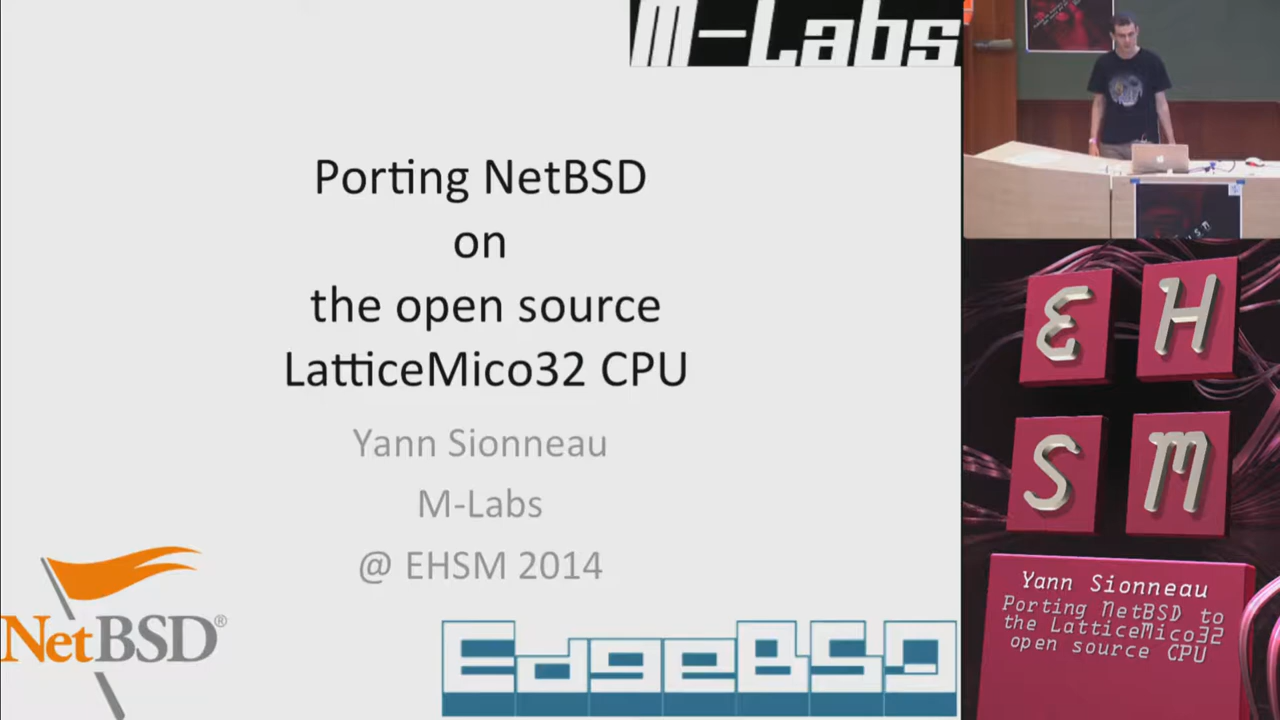 M-Labs
Porting NetBSD
on
the open source
LatticeMico32 CPU
Yann Sionneau
M-Labs
@ EHSM 2014
NetBSD®
EdgeBSD
E H
S M
Yann Sionneau
Porting NetBSD to
the LatticeMico32
open source CPU